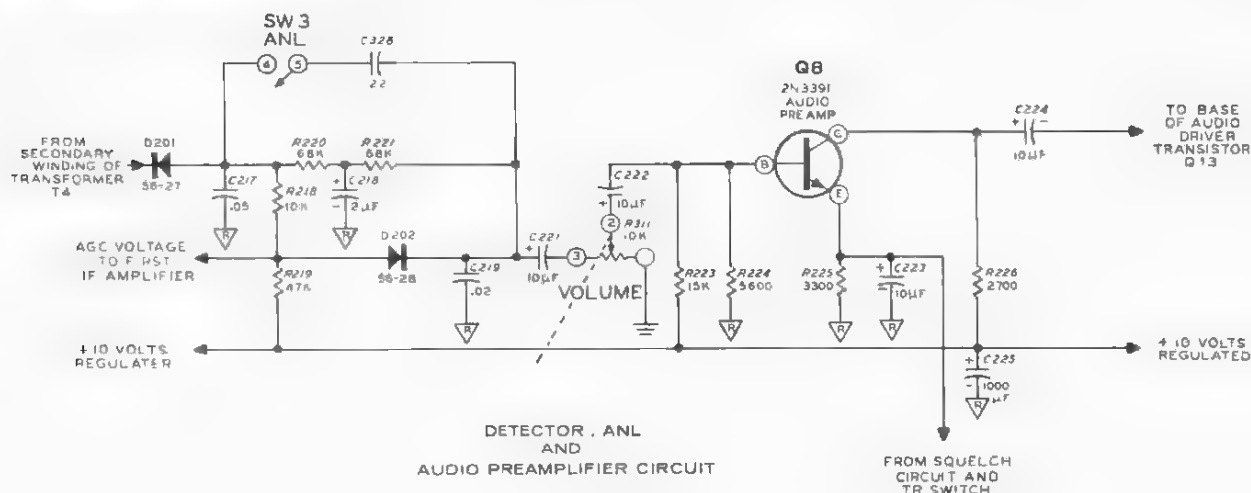 SW 3
ANL
4
5
C328
22
Q8
2N3391
AUDIO
PREAMP
C
B
E
C224
+ -
10µF
TO BASE
OF AUDIO
DRIVER
TRANSISTOR
Q13
FROM
SECONDARY
WINDING OF
TRANSFORMER
T4
D201
56-27
R220
68K
R221
68K
C217
.05
R
R218
10K
+ C218
- 2µF
R
C222
+ 10µF
2
R311
10K
AGC VOLTAGE
TO FIRST
IF AMPLIFIER
D202
56-28
R219
47K
C219
.02
R
C221
+
10µF
3
VOLUME
R223
15K
R224
5600
R
R225
3300
R
+ C223
10µF
R
R226
2700
+10 VOLTS
REGULATER
+ 10 VOLTS
REGULATED
+ C225
- 1000
µF
R
DETECTOR, ANL
AND
AUDIO PREAMPLIFIER CIRCUIT
FROM SQUELCH
CIRCUIT AND
TR SWITCH